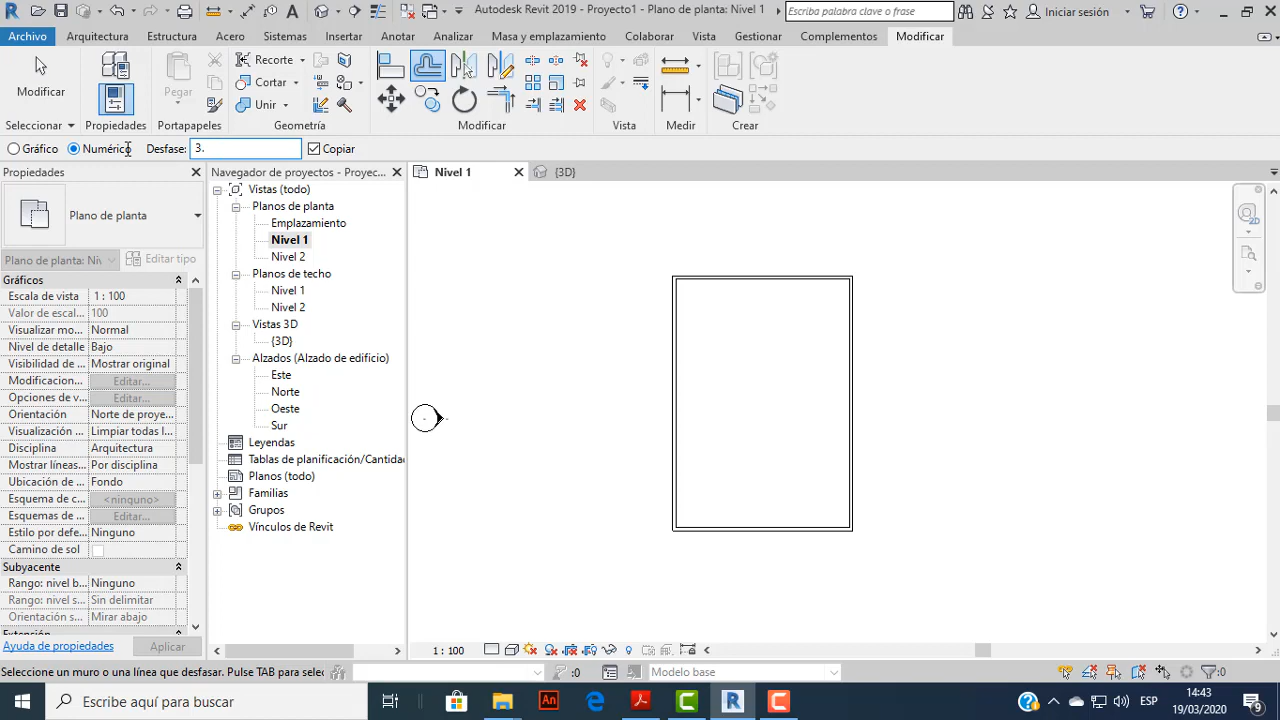 Autodesk Revit 2019 - Proyecto1 - Plano de planta: Nivel 1
Escriba palabra clave o frase
Iniciar sesión
Archivo Arquitectura Estructura Acero Sistemas Insertar Anotar Analizar Masa y emplazamiento Colaborar Vista Gestionar Complementos Modificar
Modificar
Pegar
Recorte
Cortar
Unir
Seleccionar Propiedades Portapapeles Geometría Modificar Vista Medir Crear
Gráfico Numérico Desfase: 3. Copiar
Propiedades
Navegador de proyectos - Proyec...
Nivel 1
{3D}
Plano de planta
Plano de planta: Niv
Editar tipo
Gráficos
Escala de vista 1 : 100
Valor de escal... 100
Visualizar mo... Normal
Nivel de detalle Bajo
Visibilidad de ... Mostrar original
Modificacion... Editar...
Opciones de v... Editar...
Orientación Norte de proye...
Visualización ... Limpiar todas l...
Disciplina Arquitectura
Mostrar líneas... Por disciplina
Ubicación de ... Fondo
Esquema de c... <ninguno>
Esquemas de ... Editar...
Estilo por defe... Ninguno
Camino de sol
Subyacente
Rango: nivel b... Ninguno
Rango: nivel s... Sin delimitar
Orientación s... Mirar abajo
Extensión
Ayuda de propiedades
Aplicar
Vistas (todo)
Planos de planta
Emplazamiento
Nivel 1
Nivel 2
Planos de techo
Nivel 1
Nivel 2
Vistas 3D
{3D}
Alzados (Alzado de edificio)
Este
Norte
Oeste
Sur
Leyendas
Tablas de planificación/Cantidad
Planos (todo)
Familias
Grupos
Vínculos de Revit
1 : 100
Seleccione un muro o una línea que desfasar. Pulse TAB para selec
:0
Modelo base
:0
Escribe aquí para buscar
An
R
ESP
14:43
19/03/2020